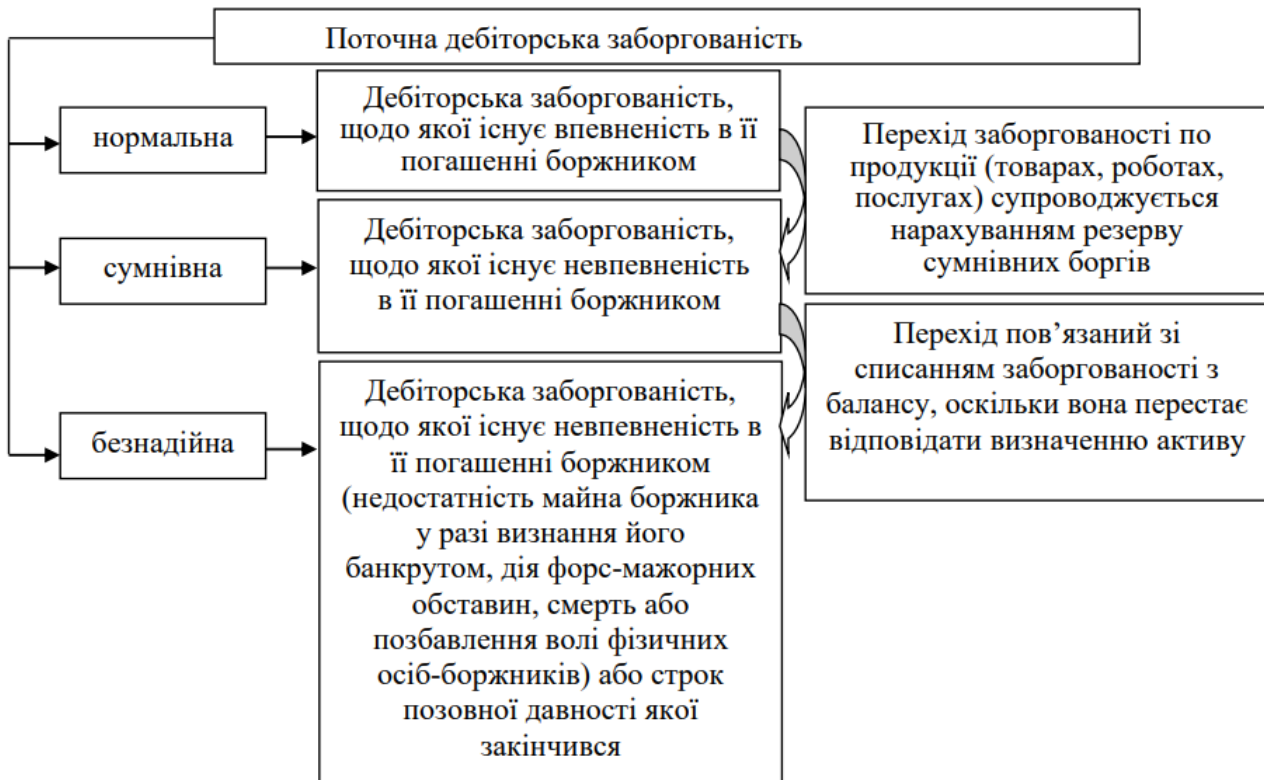 Поточна дебіторська заборгованість
нормальна
Дебіторська заборгованість,
щодо якої існує впевненість в її
погашенні боржником
Перехід заборгованості по
продукції (товарах, роботах,
послугах) супроводжується
нарахуванням резерву
сумнівних боргів
сумнівна
Дебіторська заборгованість,
щодо якої існує невпевненість
в її погашенні боржником
Перехід пов’язаний зі
списанням заборгованості з
балансу, оскільки вона перестає
відповідати визначенню активу
безнадійна
Дебіторська заборгованість,
щодо якої існує невпевненість в
її погашенні боржником
(недостатність майна боржника
у разі визнання його
банкрутом, дія форс-мажорних
обставин, смерть або
позбавлення волі фізичних
осіб-боржників) або строк
позовної давності якої
закінчився